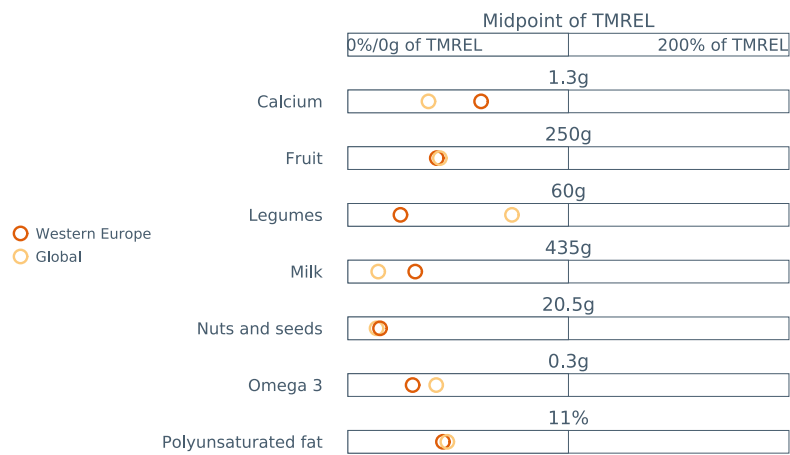 Midpoint of TMREL
0%/0g of TMREL 200% of TMREL
1.3g
Calcium
250g
Fruit
60g
Legumes
Western Europe
Global
435g
Milk
20.5g
Nuts and seeds
0.3g
Omega 3
11%
Polyunsaturated fat